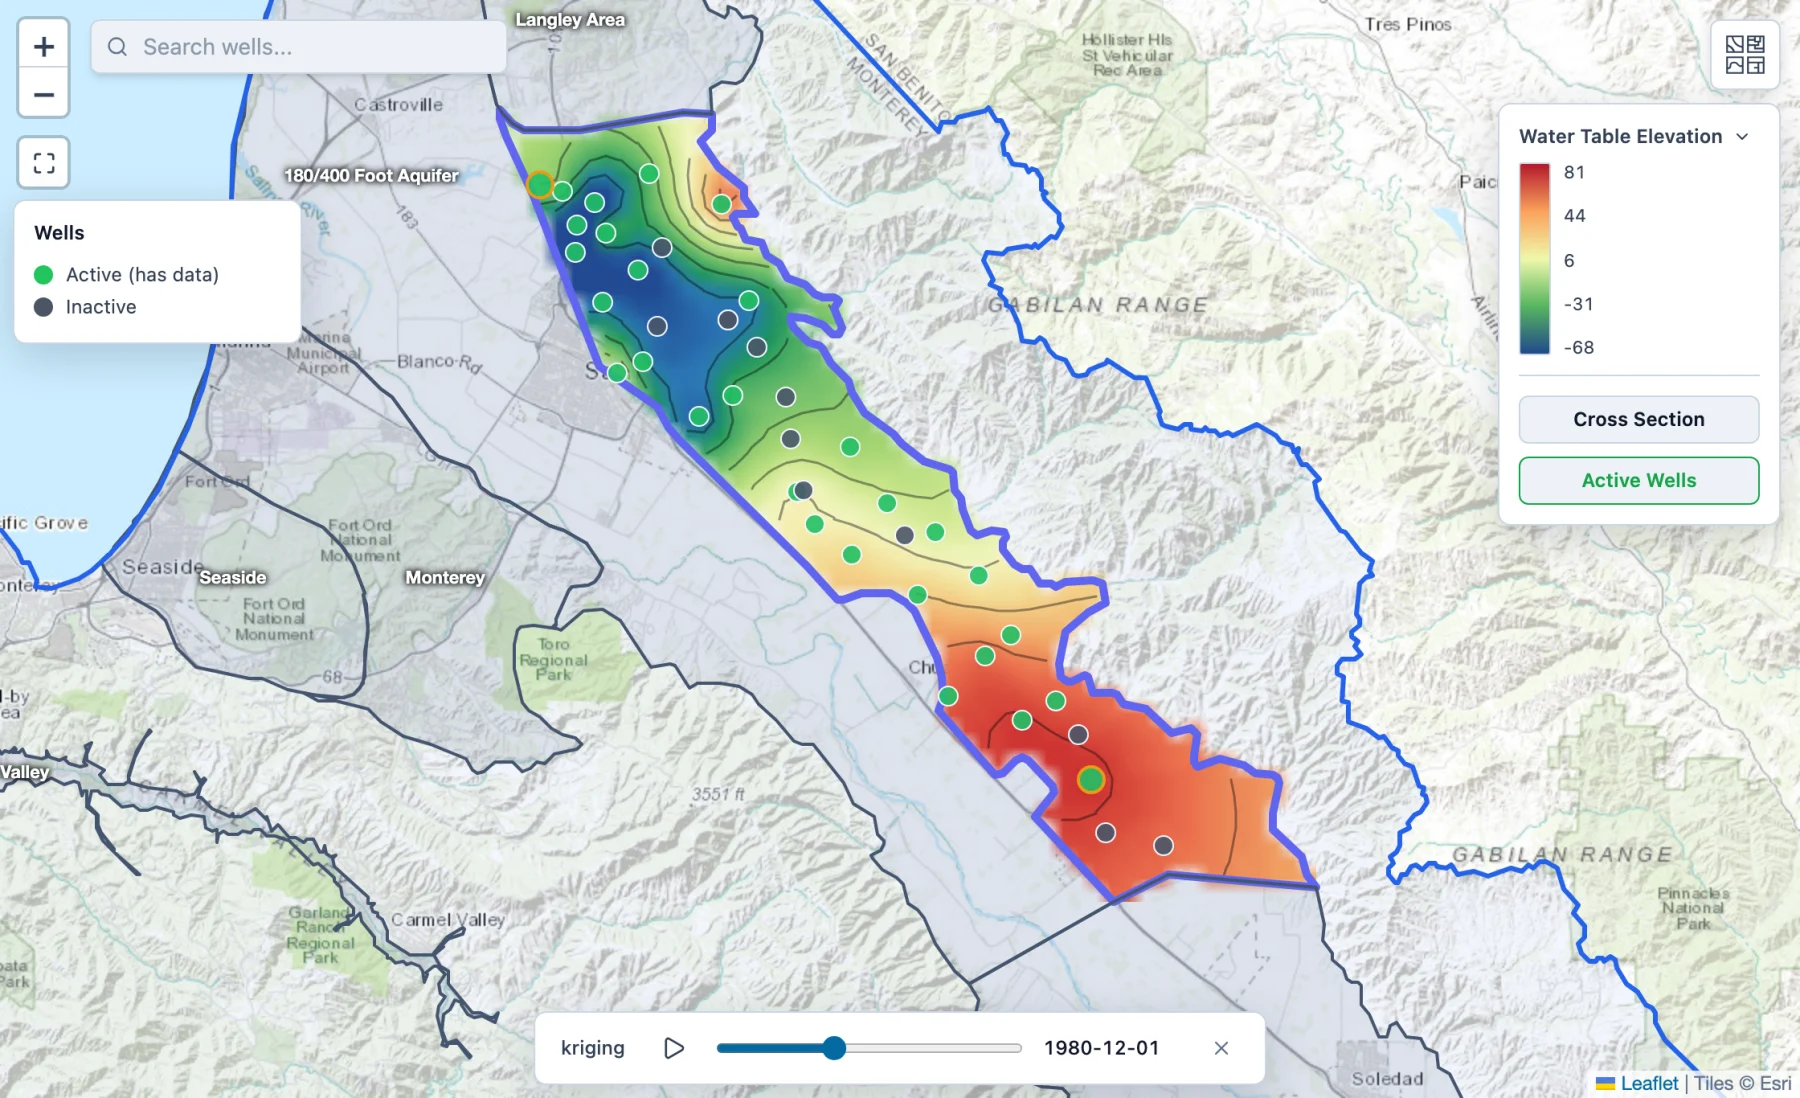 +
Search wells...
−
Langley Area
Castroville
180/400 Foot Aquifer
183
Wells
Active (has data)
Inactive
Municipal
Airport
Blanco-Rd
Fort Ord
ific Grove
Fort Ord
National
Monument
Seaside
Seaside
Monterey
Fort Ord
National
Monument
Toro
Regional
Park
68
Valley
3551 ft
Garland
Ranch
Regional
Park
Carmel Valley
SAN BENITO
MONTEREY
Hollister Hls
St Vehicular
Rec Area
Tres Pinos
Paic
GABILAN RANGE
Water Table Elevation
81
44
6
-31
-68
Cross Section
Active Wells
GABILAN RANGE
Pinnacles
National
Park
Soledad
kriging
1980-12-01
Leaflet | Tiles © Esri